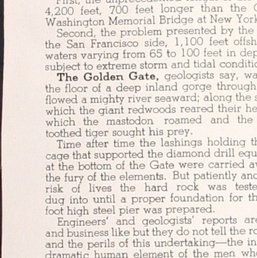 First, the
4,200 feet, 700 feet longer than the
Washington Memorial Bridge at New York
Second, the problem presented by the
the San Francisco side, 1,100 feet offsh
waters varying from 65 to 100 feet in dep
subject to extreme storm and tidal conditio
The Golden Gate, geologists say, wa
the floor of a deep inland gorge through
flowed a mighty river seaward; along the
which the giant redwoods reared their he
which the mastodon roamed and the
toothed tiger sought his prey.
Time after time the lashings holding th
cage that supported the diamond drill equ
at the bottom of the Gate were carried aw
the fury of the elements. But patiently and
risk of lives the hard rock was teste
dug into until a proper foundation for th
foot high steel pier was prepared.
Engineers' and geologists' reports are
and business like but they do not tell the ro
and the perils of this undertaking—the in
dramatic human element of the men who